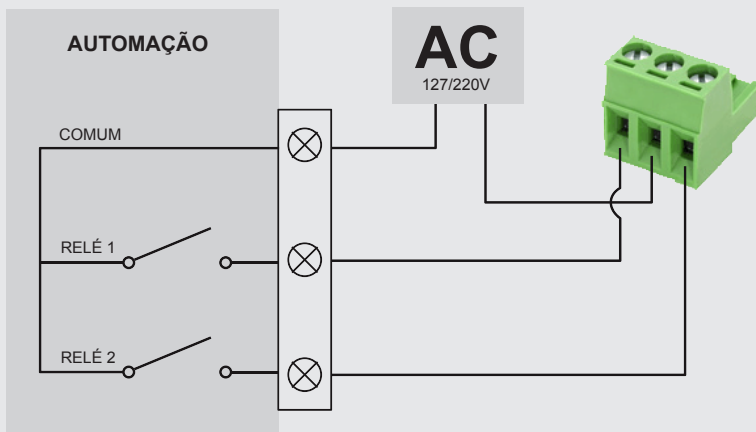 AUTOMAÇÃO
AC
127/220V
COMUM
RELÉ 1
RELÉ 2